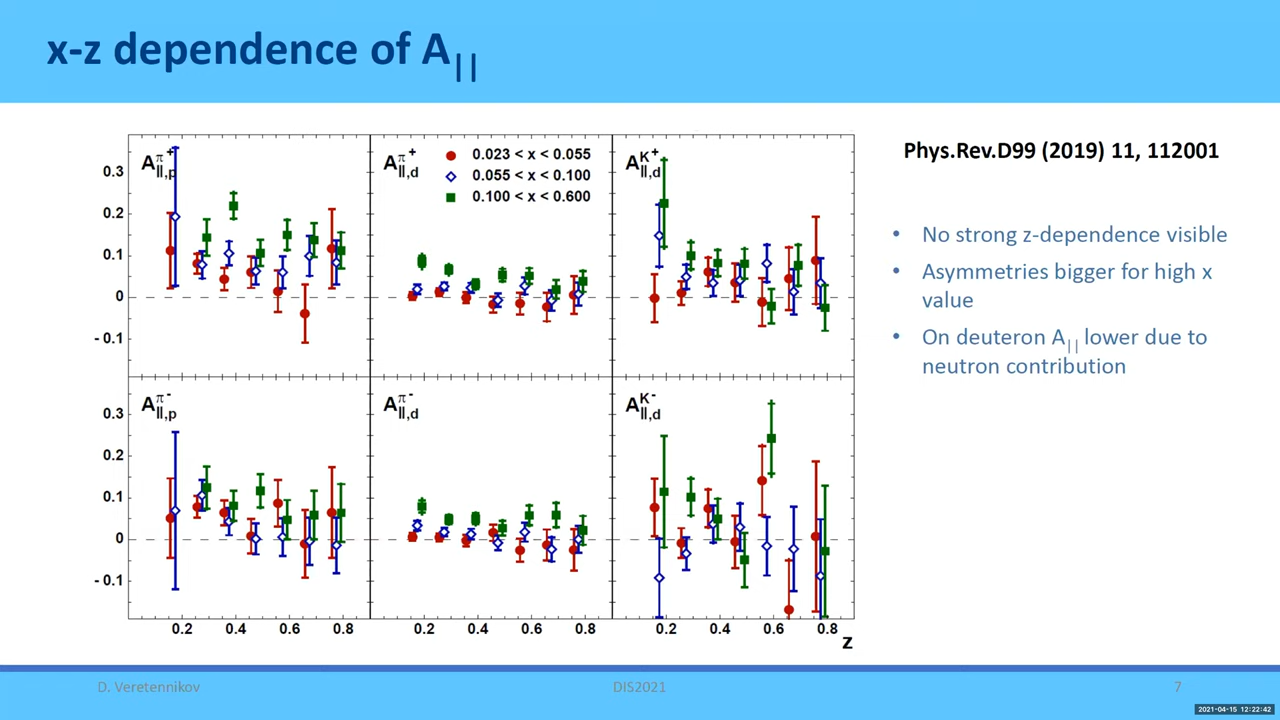 x-z dependence of A||
A π+ ||,p
A π+ ||,d
A K+ ||,d
0.023 < x < 0.055
0.055 < x < 0.100
0.100 < x < 0.600
0.3
0.2
0.1
0
- 0.1
A π- ||,p
A π- ||,d
A K- ||,d
0.3
0.2
0.1
0
- 0.1
0.2 0.4 0.6 0.8 0.2 0.4 0.6 0.8 0.2 0.4 0.6 0.8
z
Phys.Rev.D99 (2019) 11, 112001
• No strong z-dependence visible
• Asymmetries bigger for high x
value
• On deuteron A|| lower due to
neutron contribution
D. Veretennikov DIS2021 7
2021-04-15 12:22:42